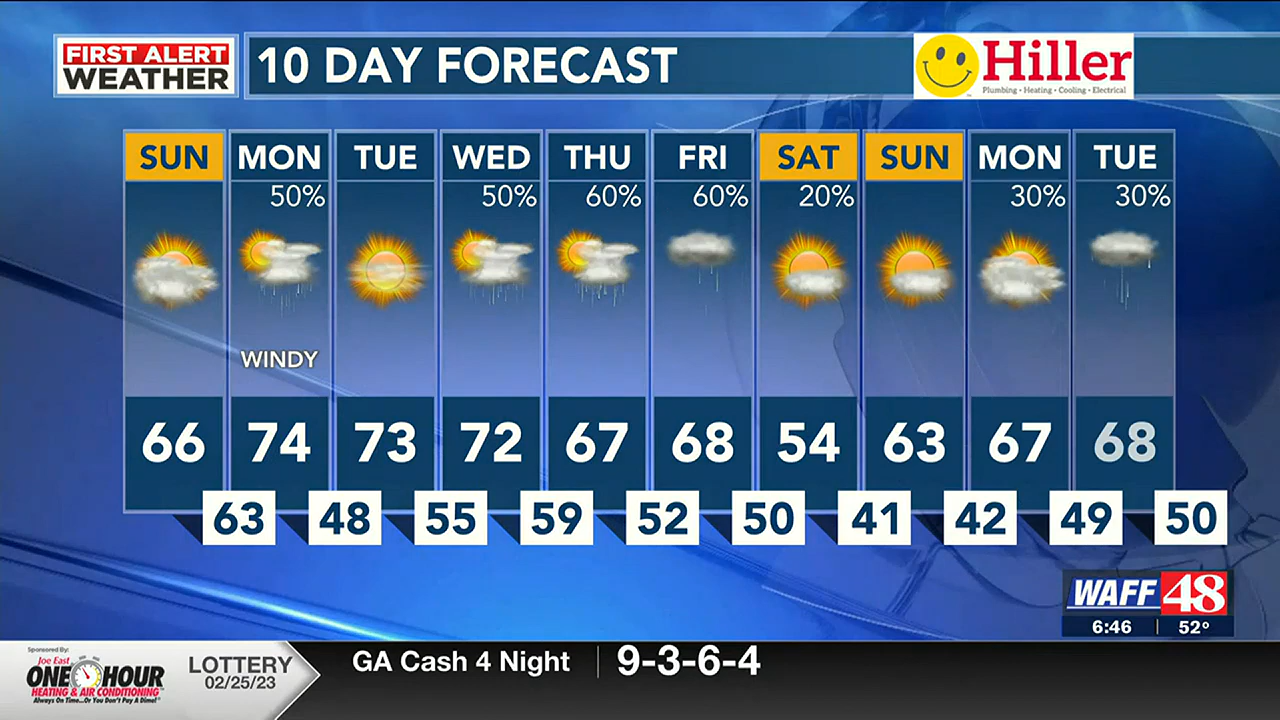 FIRST ALERT
WEATHER
10 DAY FORECAST
Hiller
Plumbing • Heating • Cooling • Electrical
SUN MON TUE WED THU FRI SAT SUN MON TUE
50% 50% 60% 60% 20% 30% 30%
WINDY
66 74 73 72 67 68 54 63 67 68
63 48 55 59 52 50 41 42 49 50
WAFF 48
6:46 52°
Sponsored By:
Joe East
ONE HOUR
HEATING & AIR CONDITIONING
Always On Time...Or You Don't Pay A Dime!
LOTTERY
02/25/23
GA Cash 4 Night 9-3-6-4